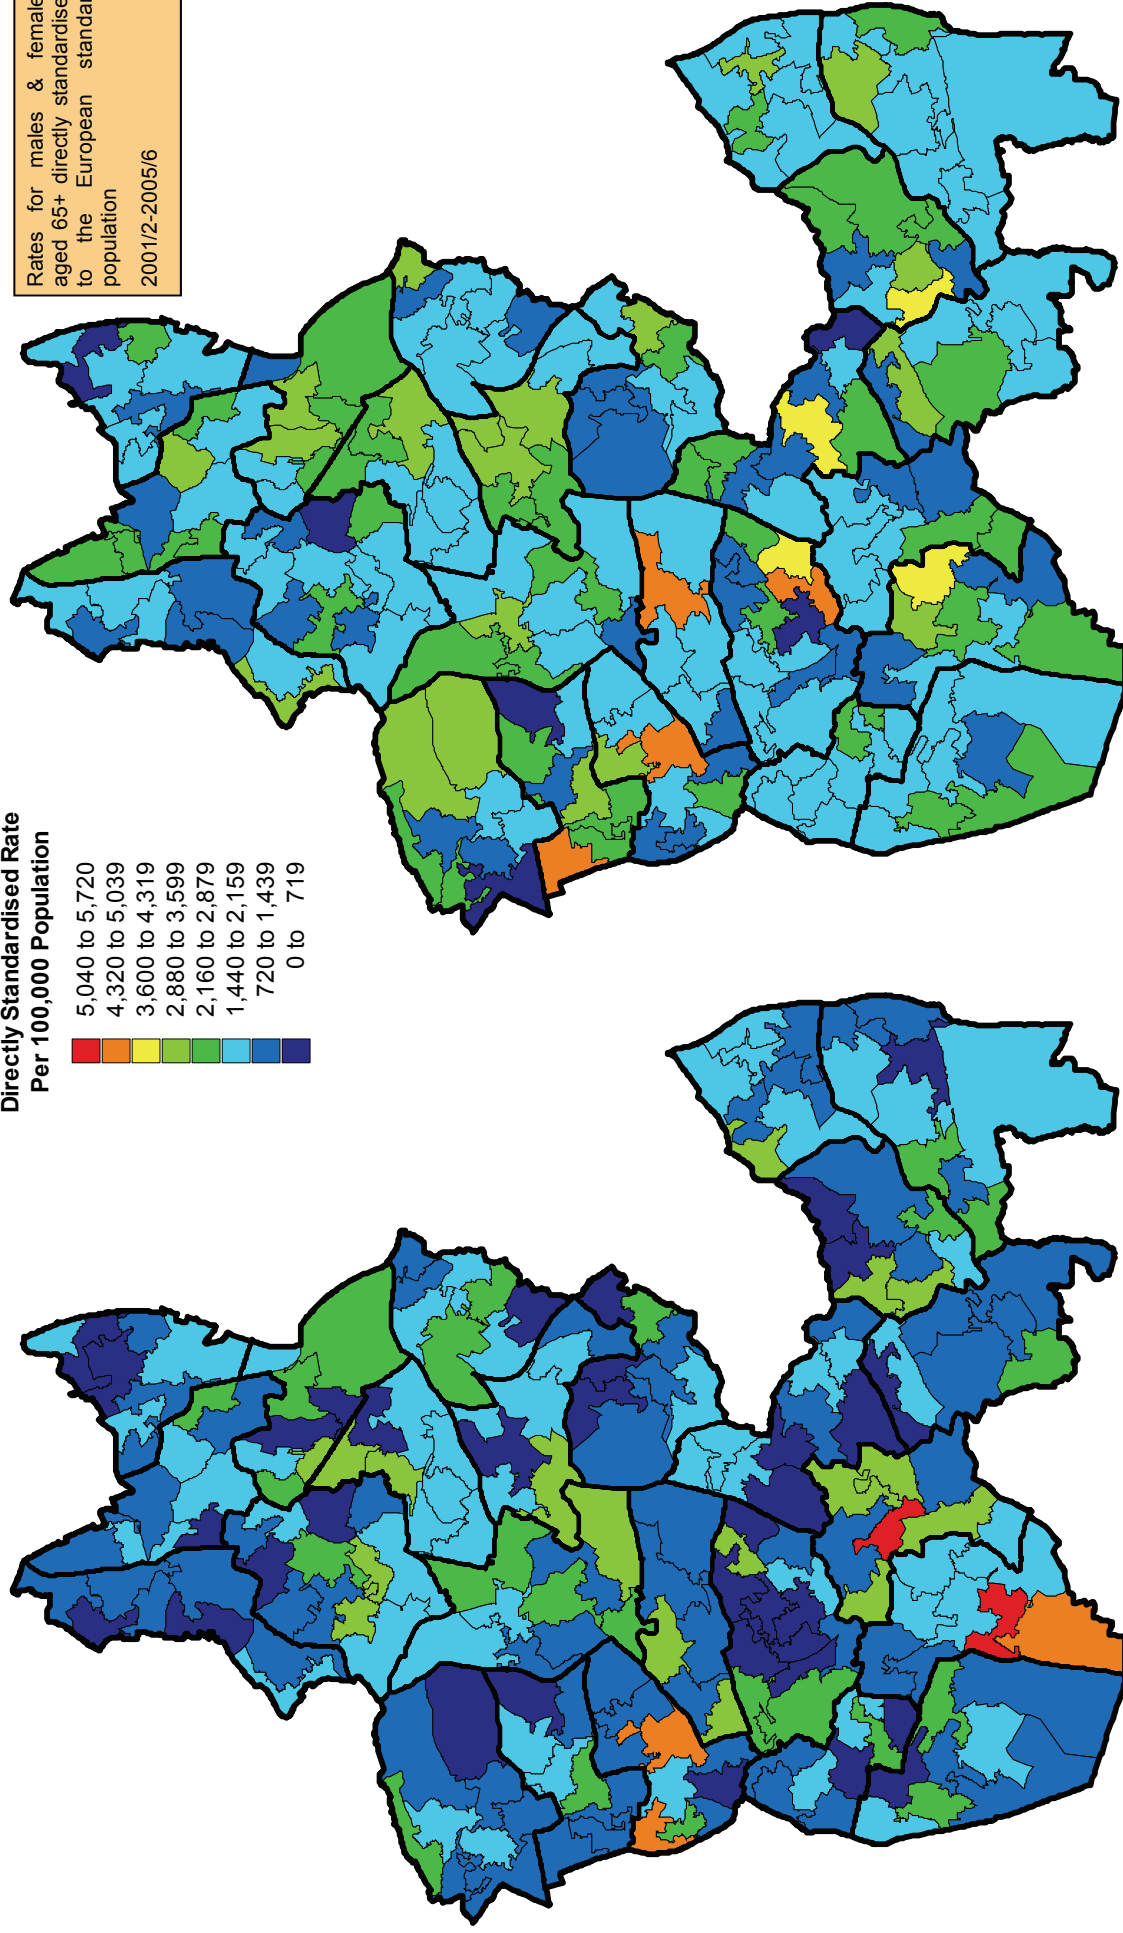 Directly Standardised Rate
Per 100,000 Population
5,040 to 5,720
4,320 to 5,039
3,600 to 4,319
2,880 to 3,599
2,160 to 2,879
1,440 to 2,159
720 to 1,439
0 to 719
Rates for males & female
aged 65+ directly standardise
to the European standar
population
2001/2-2005/6